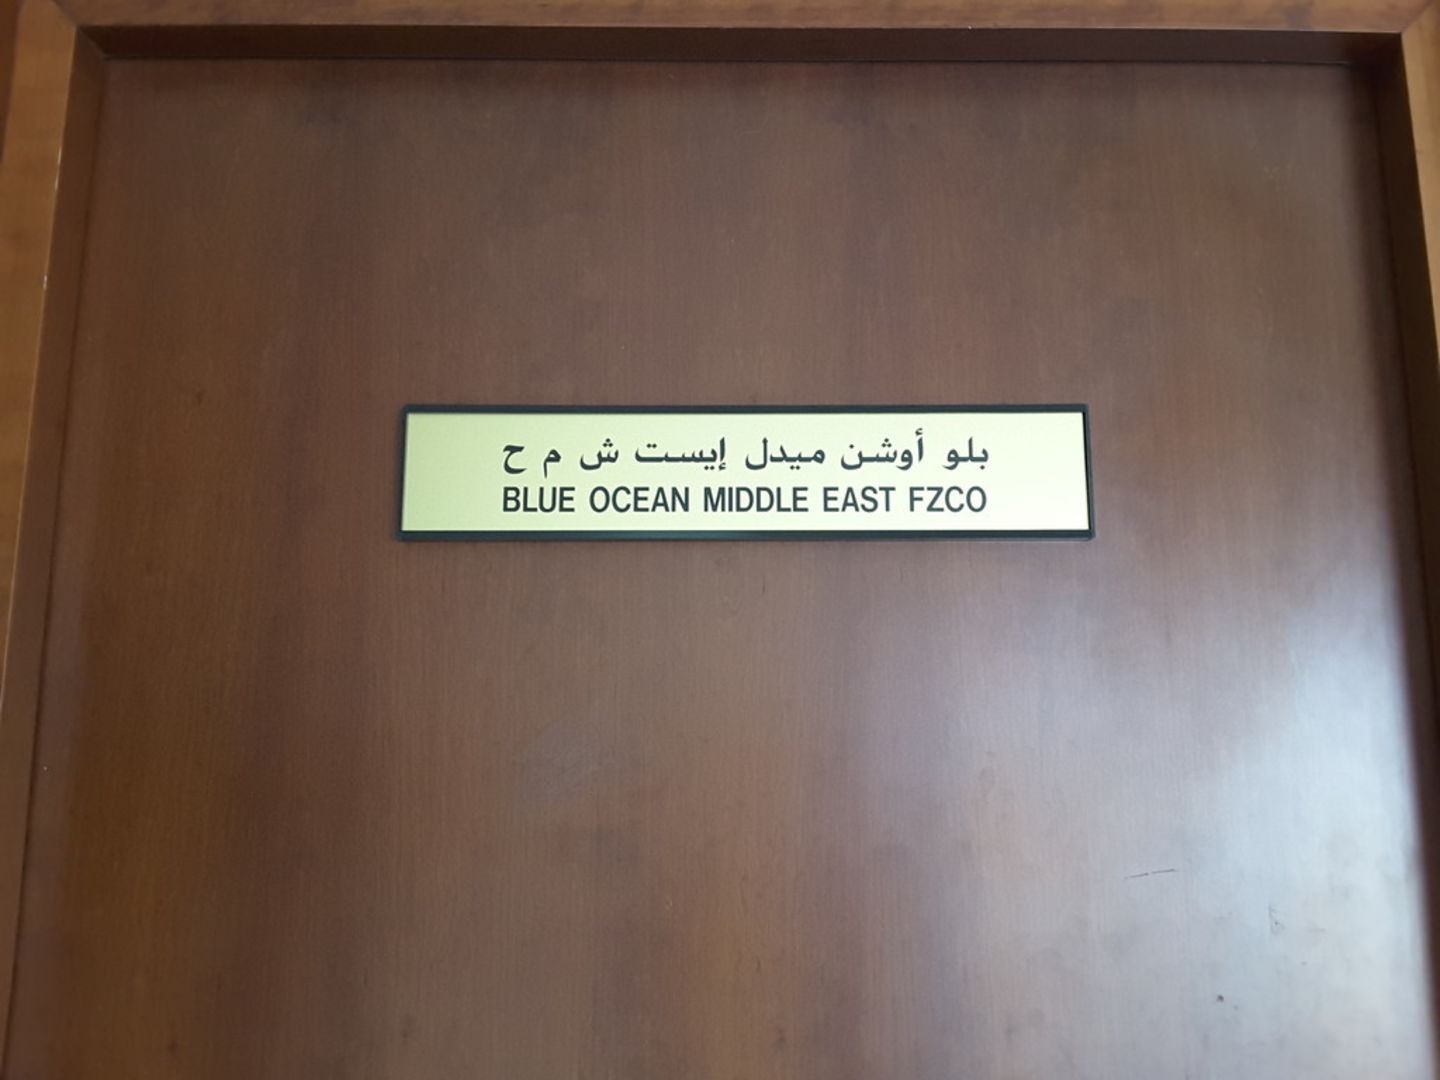 بلو أوشن ميدل إيست ش م ح
BLUE OCEAN MIDDLE EAST FZCO